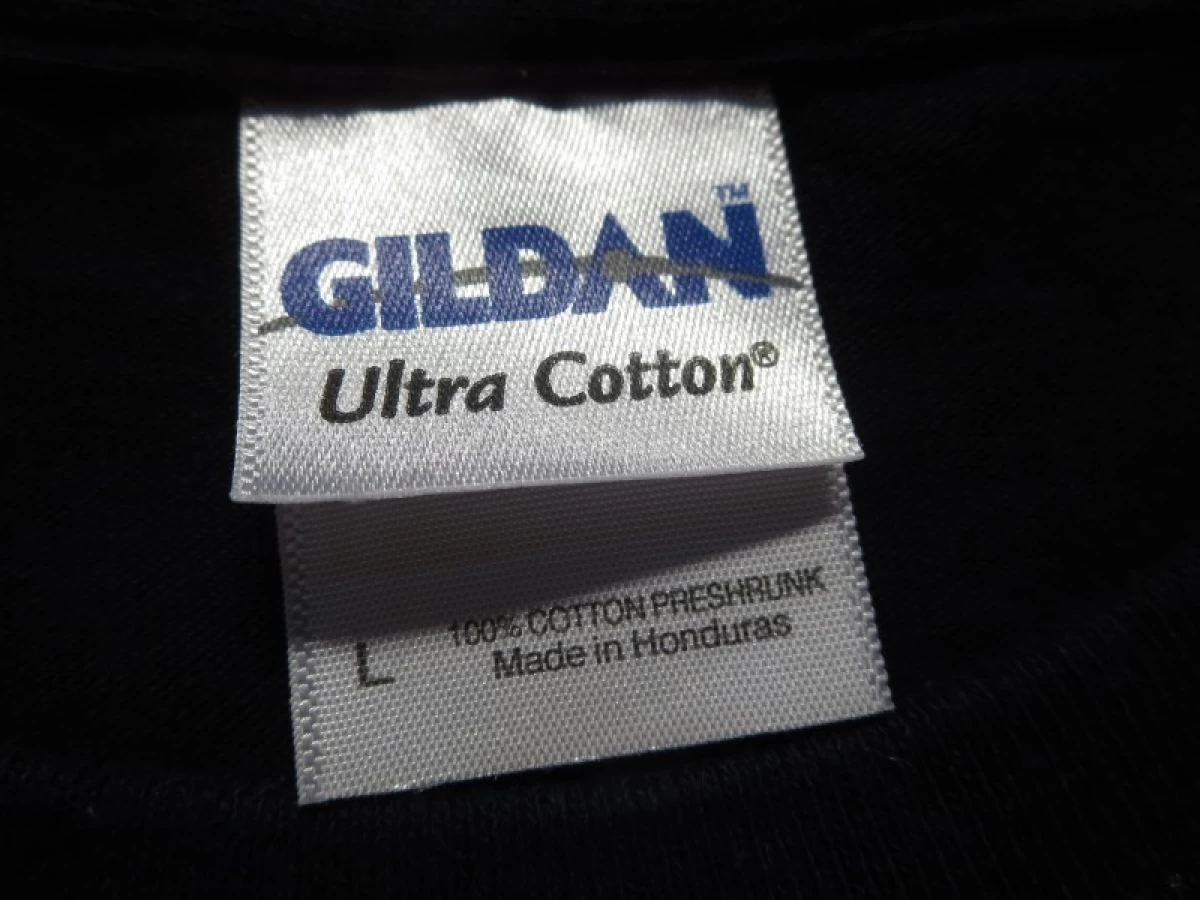 GILDAN™
Ultra Cotton®
100% COTTON PRESHRUNK
L Made in Honduras